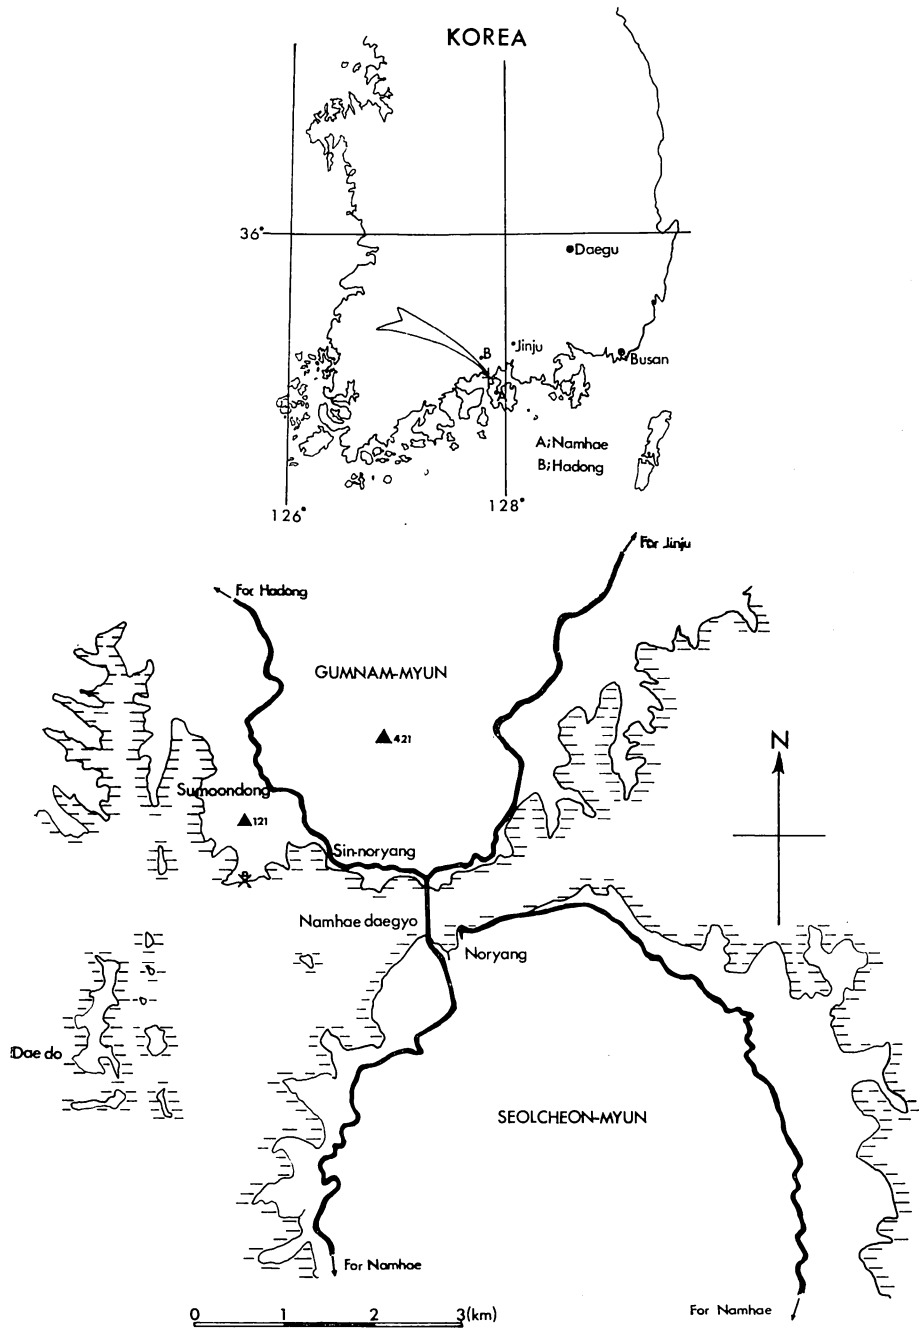 KOREA
36°
Daegu
B
Jinju
Busan
A
A;Namhae
B;Hadong
126°
128°
For Jinju
For Hadong
GUMNAM-MYUN
421
N
Sumoondong
121
Sin-noryang
Namhae daegyo
Noryang
Dae do
SEOLCHEON-MYUN
For Namhae
For Namhae
0 1 2 3(km)